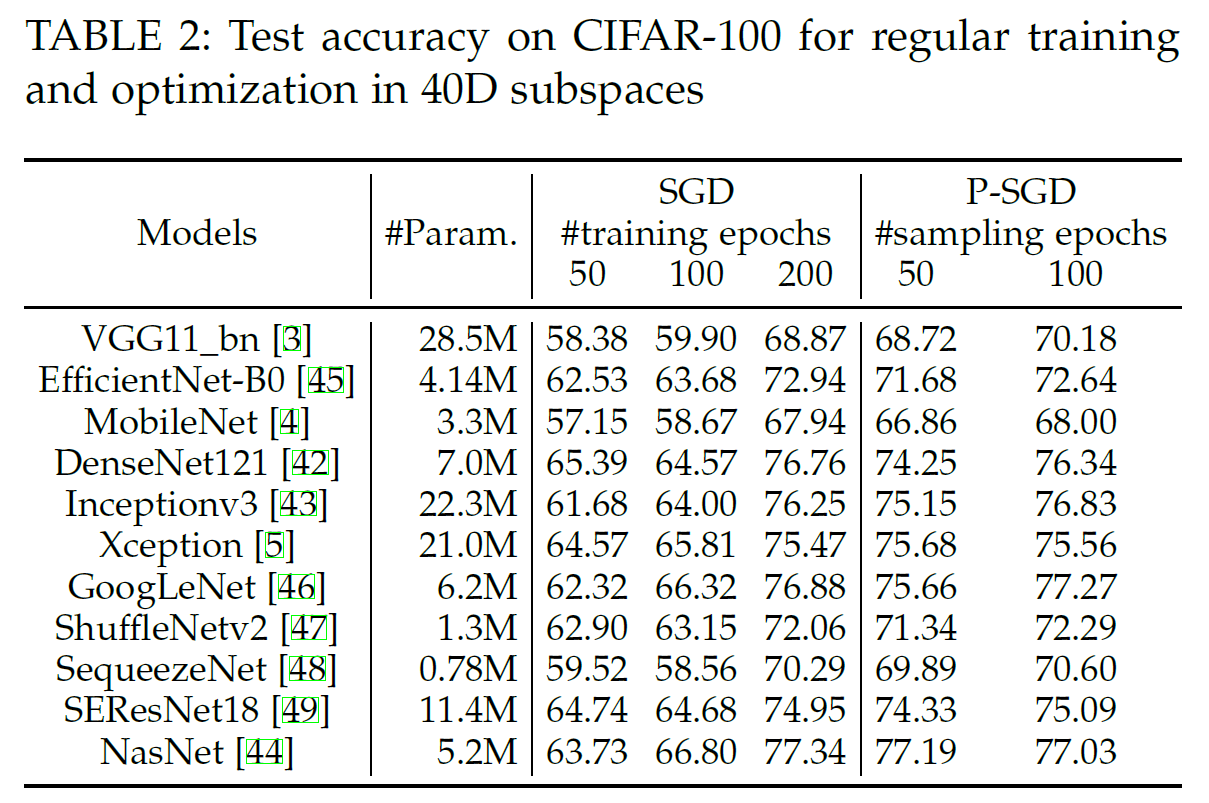 TABLE 2: Test accuracy on CIFAR-100 for regular training
and optimization in 40D subspaces
SGD P-SGD
Models #Param. #training epochs #sampling epochs
50 100 200 50 100
VGG11_bn [3] 28.5M 58.38 59.90 68.87 68.72 70.18
EfficientNet-B0 [45] 4.14M 62.53 63.68 72.94 71.68 72.64
MobileNet [4] 3.3M 57.15 58.67 67.94 66.86 68.00
DenseNet121 [42] 7.0M 65.39 64.57 76.76 74.25 76.34
Inceptionv3 [43] 22.3M 61.68 64.00 76.25 75.15 76.83
Xception [5] 21.0M 64.57 65.81 75.47 75.68 75.56
GoogLeNet [46] 6.2M 62.32 66.32 76.88 75.66 77.27
ShuffleNetv2 [47] 1.3M 62.90 63.15 72.06 71.34 72.29
SequeezeNet [48] 0.78M 59.52 58.56 70.29 69.89 70.60
SEResNet18 [49] 11.4M 64.74 64.68 74.95 74.33 75.09
NasNet [44] 5.2M 63.73 66.80 77.34 77.19 77.03